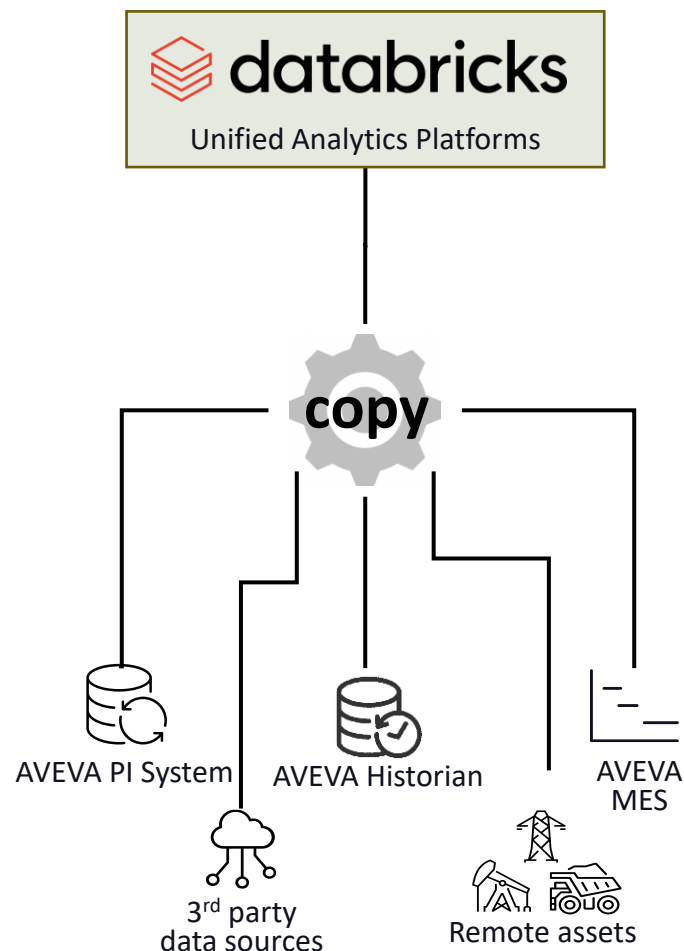 databricks
Unified Analytics Platforms
copy
AVEVA PI System
AVEVA Historian
AVEVA
MES
3rd party
data sources
Remote assets